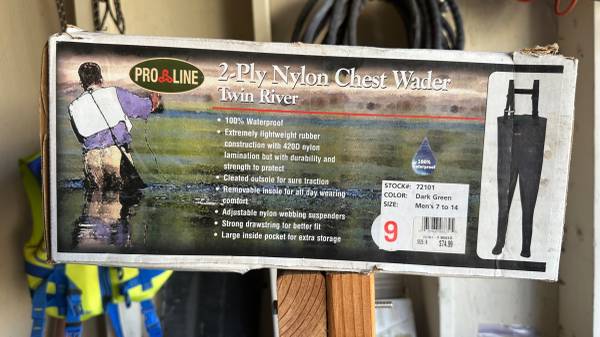 PRO LINE
2-Ply Nylon Chest Wader
Twin River
• 100% Waterproof
• Extremely lightweight rubber
construction with 420D nylon
lamination but with durability and
strength to protect
• Cleated outsole for sure traction
• Removable insole for all day wearing
comfort
• Adjustable nylon webbing suspenders
• Strong drawstring for better fit
• Large inside pocket for extra storage
100%
Waterproof
STOCK#: 72101
COLOR: Dark Green
SIZE: Men's 7 to 14
9
$74.99